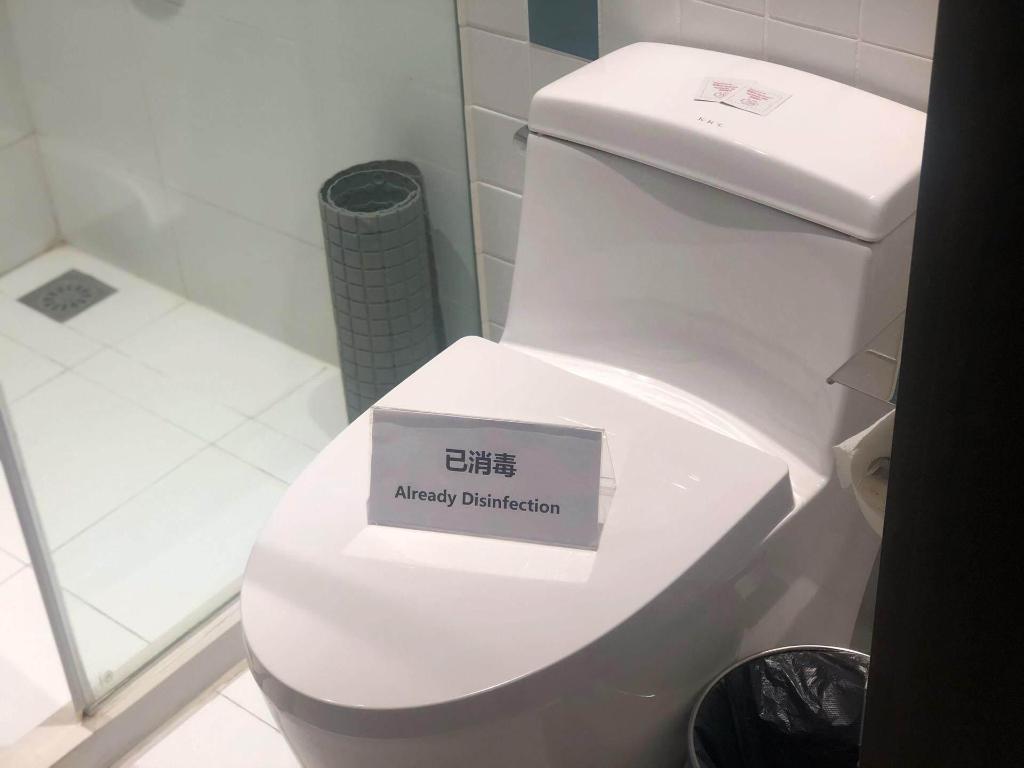 已消毒
Already Disinfection